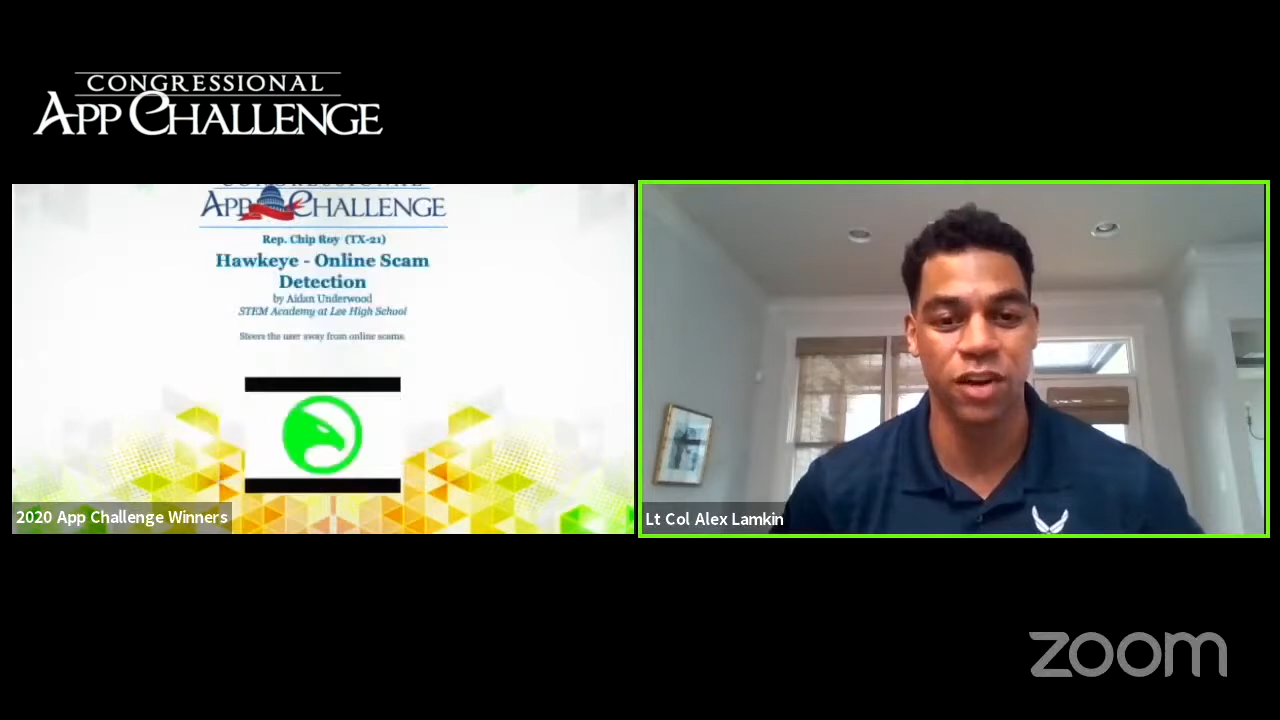 CONGRESSIONAL
APP CHALLENGE
CONGRESSIONAL
APP CHALLENGE
Rep. Chip Roy (TX-21)
Hawkeye - Online Scam
Detection
by Aidan Underwood
STEM Academy at Lee High School
Steers the user away from online scams.
2020 App Challenge Winners
Lt Col Alex Lamkin
zoom